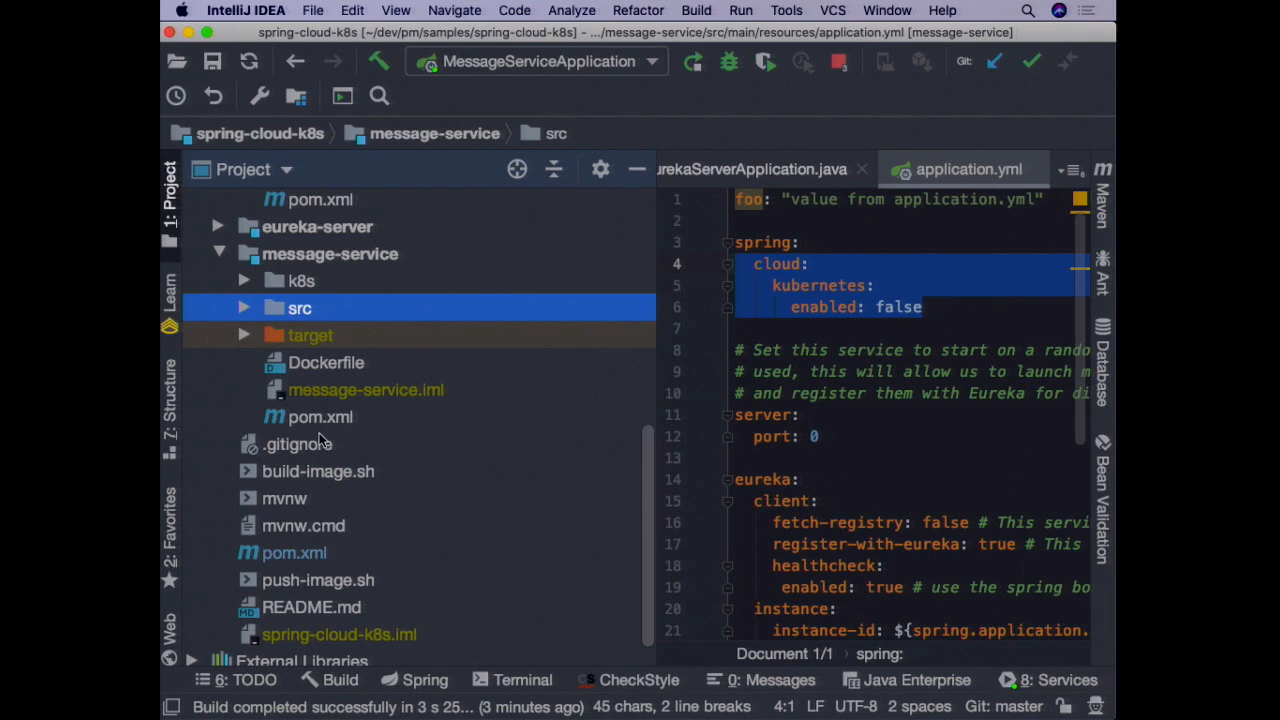 IntelliJ IDEA File Edit View Navigate Code Analyze Refactor Build Run Tools VCS Window Help
spring-cloud-k8s [~/dev/pm/samples/spring-cloud-k8s] - .../message-service/src/main/resources/application.yml [message-service]
MessageServiceApplication Git:
spring-cloud-k8s message-service src
Project
pom.xml
eureka-server
message-service
k8s
src
target
Dockerfile
message-service.iml
pom.xml
.gitignore
build-image.sh
mvnw
mvnw.cmd
pom.xml
push-image.sh
README.md
spring-cloud-k8s.iml
External Libraries
1: Project
Learn
7: Structure
2: Favorites
Web
urekaServerApplication.java application.yml
1 foo: "value from application.yml"
2
3 spring:
4 cloud:
5 kubernetes:
6 enabled: false
7
8 # Set this service to start on a rando
9 # used, this will allow us to launch m
10 # and register them with Eureka for di
11 server:
12 port: 0
13
14 eureka:
15 client:
16 fetch-registry: false # This servi
17 register-with-eureka: true # This
18 healthcheck:
19 enabled: true # use the spring bo
20 instance:
21 instance-id: ${spring.application.
Document 1/1 spring:
Maven
Ant
Database
Bean Validation
6: TODO Build Spring Terminal CheckStyle 0: Messages Java Enterprise 8: Services
Build completed successfully in 3 s 25... (3 minutes ago) 45 chars, 2 line breaks 4:1 LF UTF-8 2 spaces Git: master